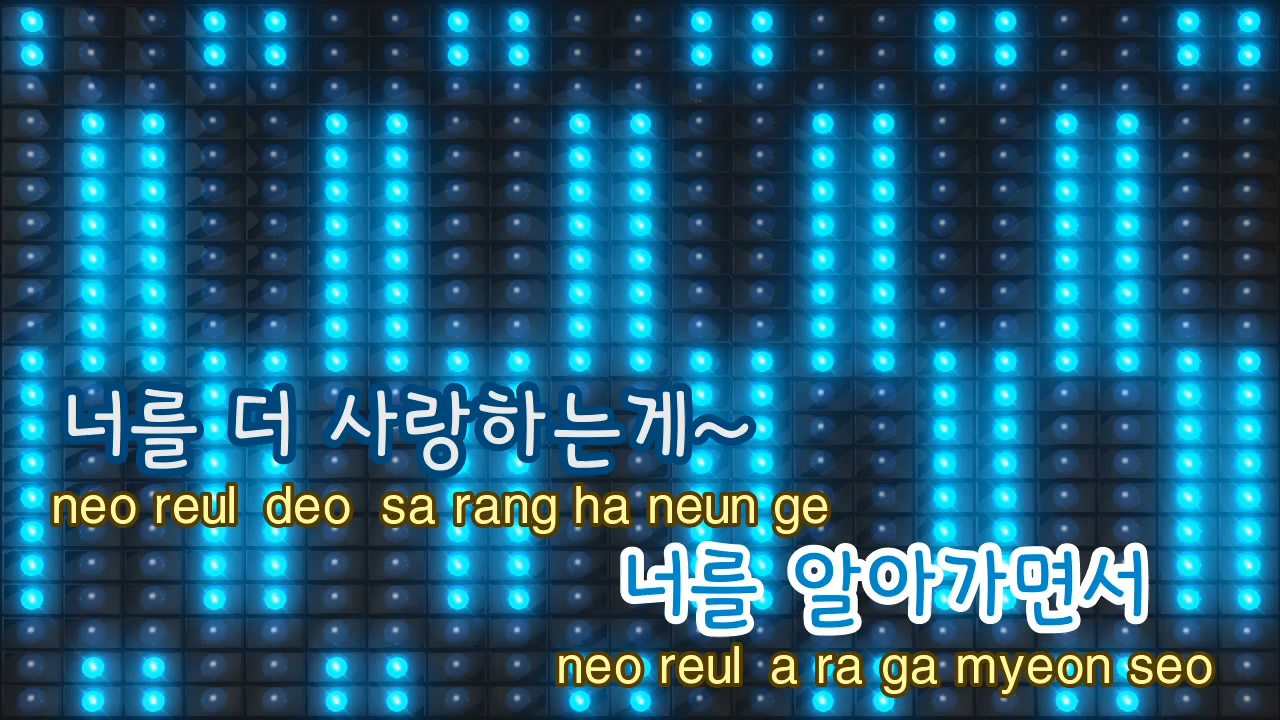 너를 더 사랑하는게~
neo reul deo sa rang ha neun ge
너를 알아가면서
neo reul a ra ga myeon seo